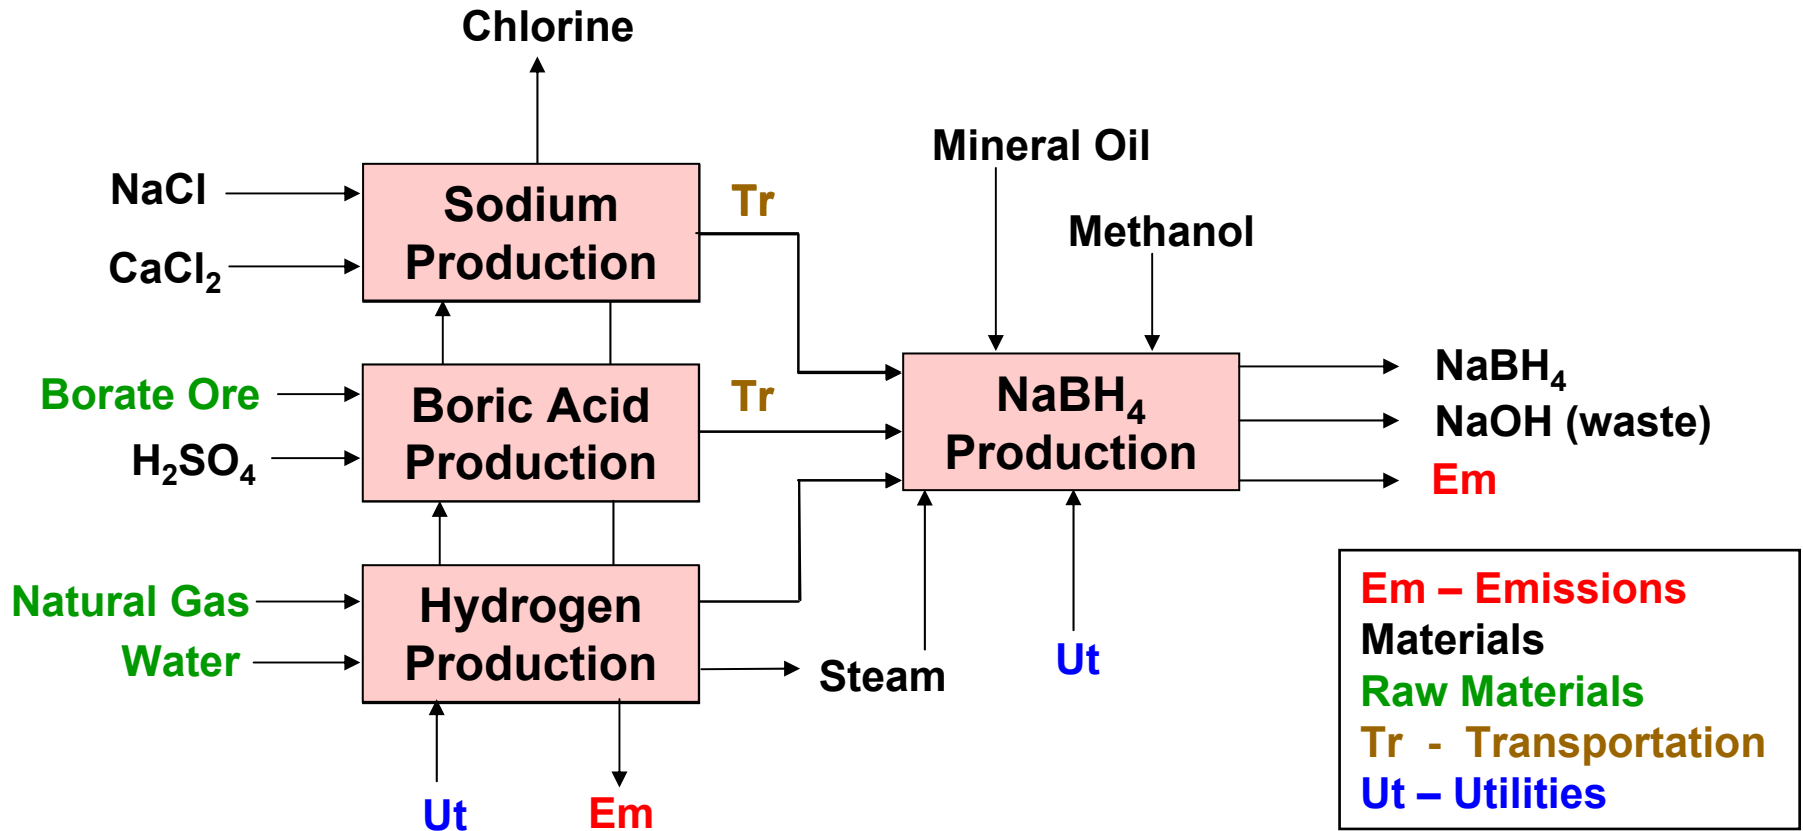 Chlorine
NaCl
CaCl₂
Sodium
Production
Tr
Mineral Oil
Methanol
Borate Ore
H₂SO₄
Boric Acid
Production
Tr
NaBH₄
Production
NaBH₄
NaOH (waste)
Em
Natural Gas
Water
Hydrogen
Production
Steam
Ut
Ut
Em
Em – Emissions
Materials
Raw Materials
Tr - Transportation
Ut – Utilities